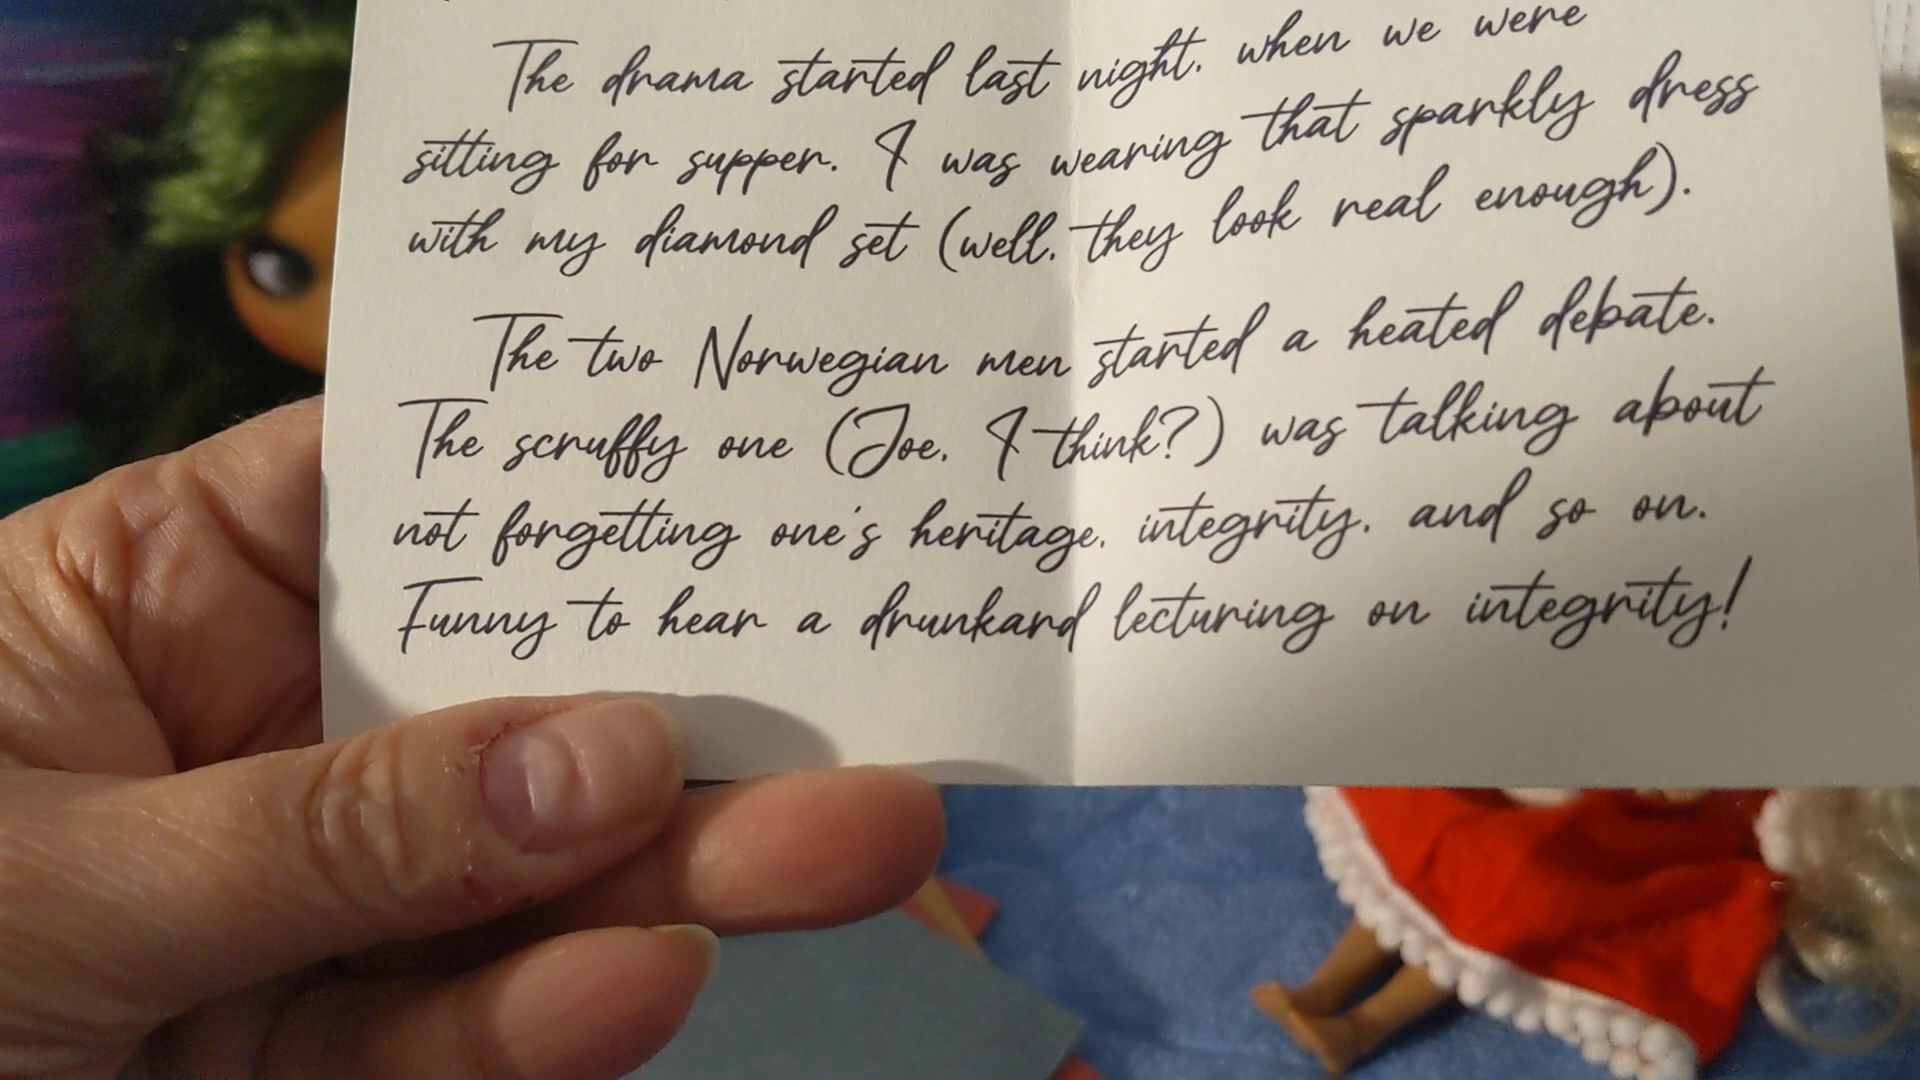 The drama started last night, when we were
sitting for supper. I was wearing that sparkly dress
with my diamond set (well, they look real enough).
The two Norwegian men started a heated debate.
The scruffy one (Joe, I think?) was talking about
not forgetting one's heritage, integrity, and so on.
Funny to hear a drunkard lecturing on integrity!